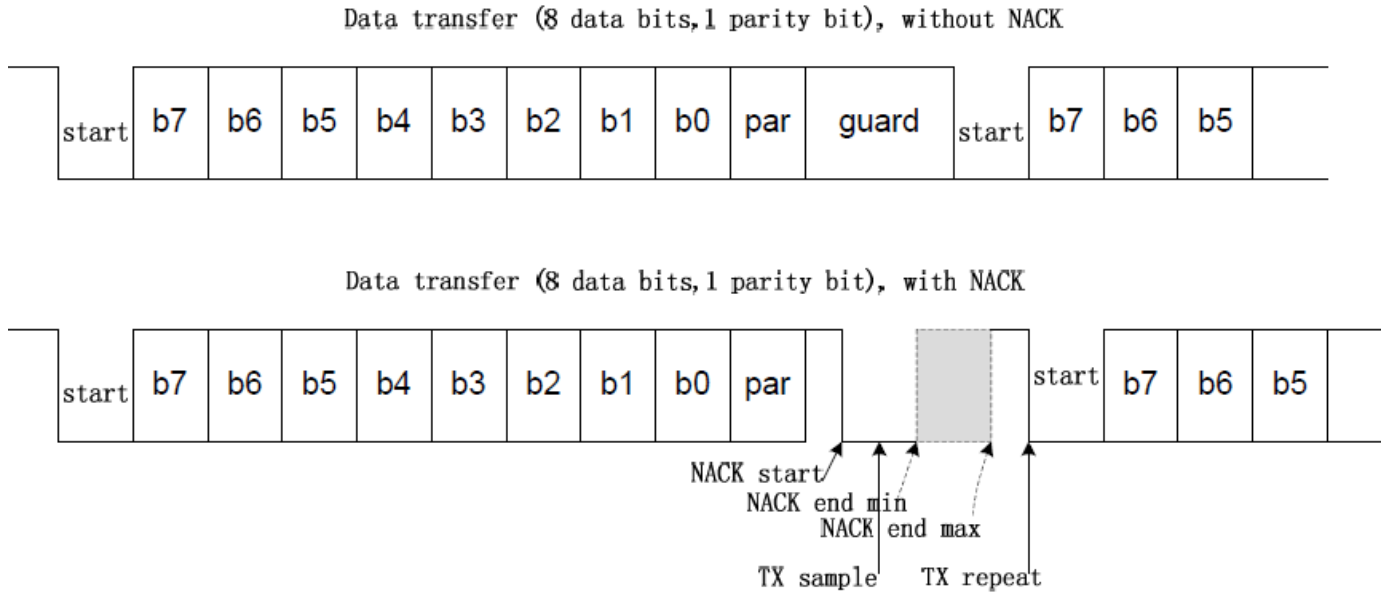 Data transfer (8 data bits,1 parity bit), without NACK
start b7 b6 b5 b4 b3 b2 b1 b0 par guard start b7 b6 b5
Data transfer (8 data bits,1 parity bit), with NACK
start b7 b6 b5 b4 b3 b2 b1 b0 par start b7 b6 b5
NACK start
NACK end min
NACK end max
TX sample TX repeat